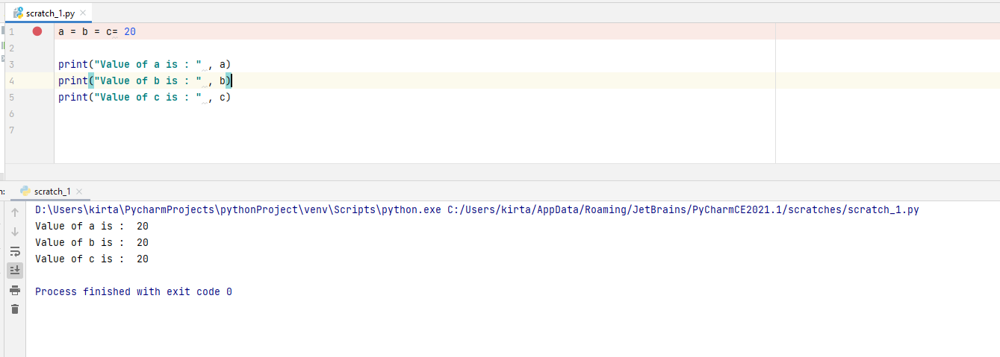 scratch_1.py
1 a = b = c= 20
2
3 print("Value of a is : " , a)
4 print("Value of b is : " , b)
5 print("Value of c is : " , c)
6
7
n: scratch_1
D:\Users\kirta\PycharmProjects\pythonProject\venv\Scripts\python.exe C:/Users/kirta/AppData/Roaming/JetBrains/PyCharmCE2021.1/scratches/scratch_1.py
Value of a is :  20
Value of b is :  20
Value of c is :  20
Process finished with exit code 0